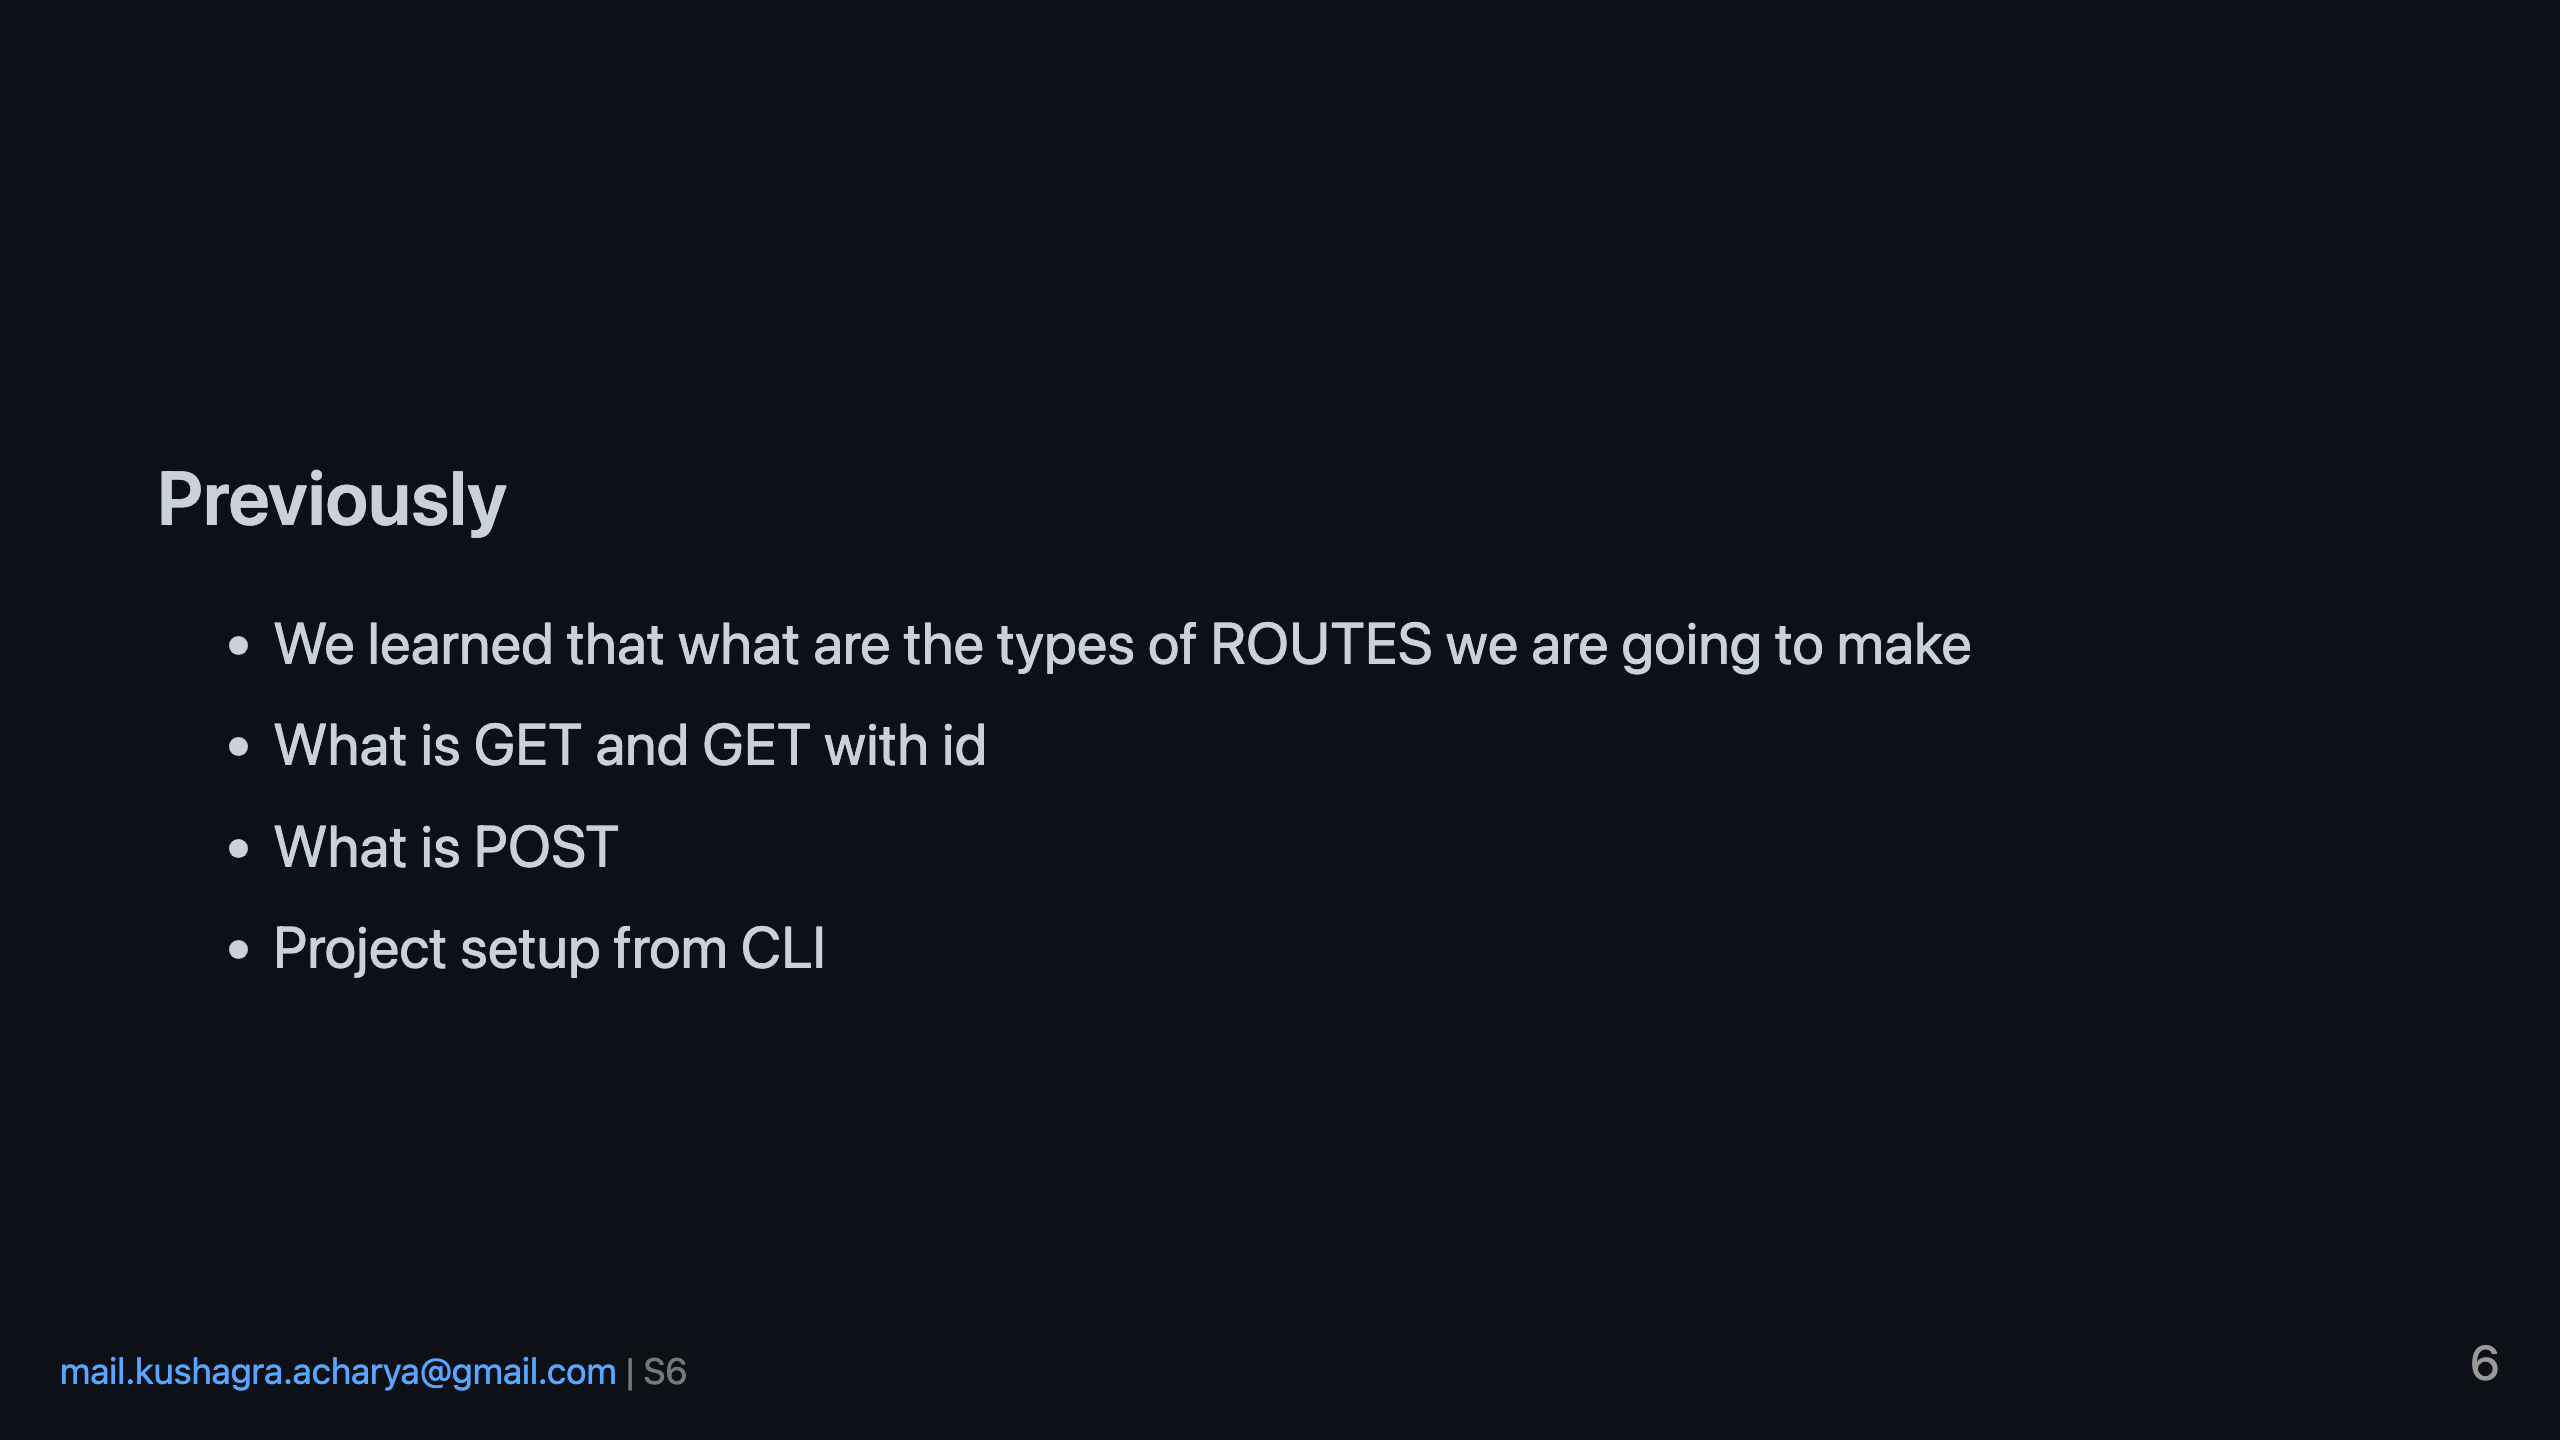 Previously
• We learned that what are the types of ROUTES we are going to make
• What is GET and GET with id
• What is POST
• Project setup from CLI
mail.kushagra.acharya@gmail.com | S6
6